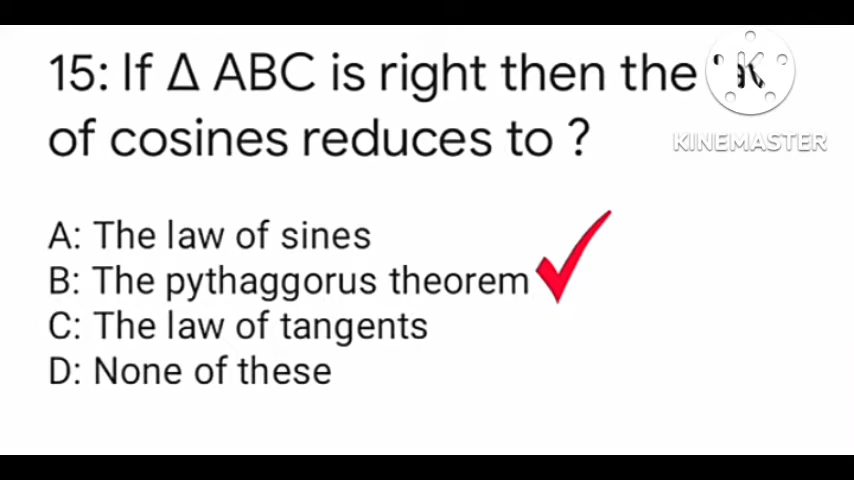 15: If Δ ABC is right then the
of cosines reduces to ?
KINEMASTER
A: The law of sines
B: The pythaggorus theorem
C: The law of tangents
D: None of these